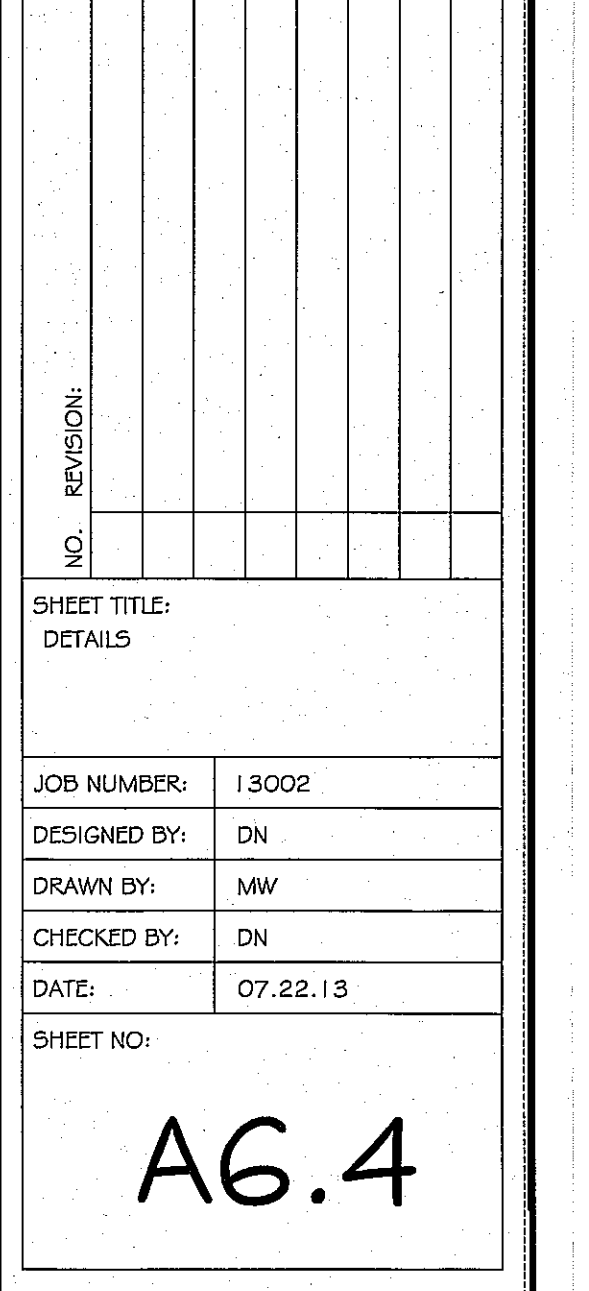 NO. REVISION:
SHEET TITLE:
DETAILS
JOB NUMBER: 13002
DESIGNED BY: DN
DRAWN BY: MW
CHECKED BY: DN
DATE: 07.22.13
SHEET NO:
A6.4